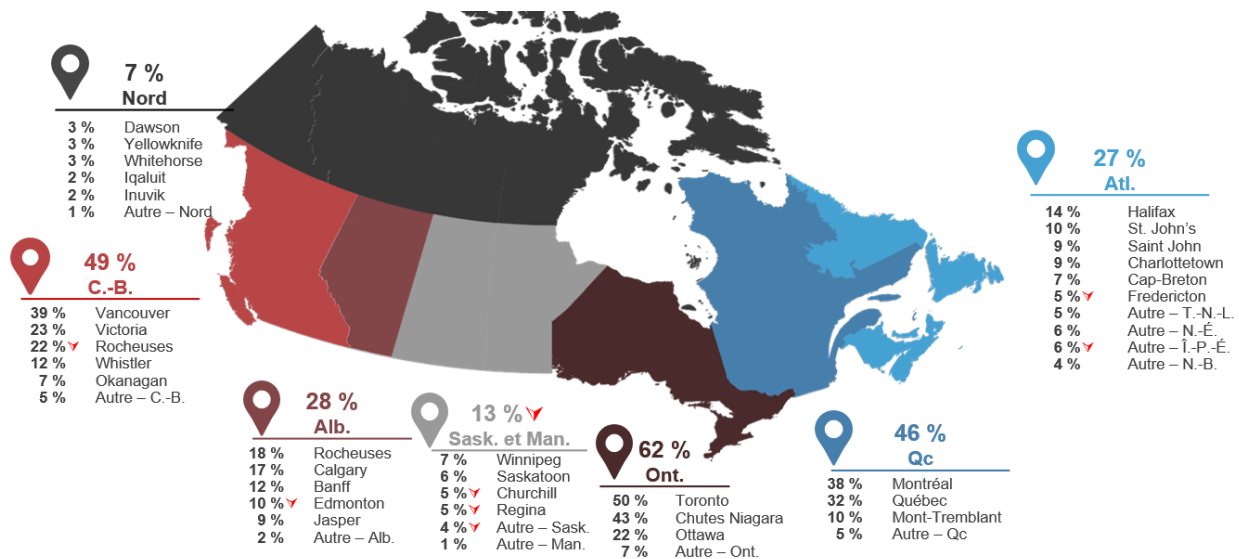 7 %
Nord
3 % Dawson
3 % Yellowknife
3 % Whitehorse
2 % Iqaluit
2 % Inuvik
1 % Autre – Nord
49 %
C.-B.
39 % Vancouver
23 % Victoria
22 % Rocheuses
12 % Whistler
7 % Okanagan
5 % Autre – C.-B.
28 %
Alb.
18 % Rocheuses
17 % Calgary
12 % Banff
10 % Edmonton
9 % Jasper
2 % Autre – Alb.
13 %
Sask. et Man.
7 % Winnipeg
6 % Saskatoon
5 % Churchill
5 % Regina
4 % Autre – Sask.
1 % Autre – Man.
62 %
Ont.
50 % Toronto
43 % Chutes Niagara
22 % Ottawa
7 % Autre – Ont.
46 %
Qc
38 % Montréal
32 % Québec
10 % Mont-Tremblant
5 % Autre – Qc
27 %
Atl.
14 % Halifax
10 % St. John’s
9 % Saint John
9 % Charlottetown
7 % Cap-Breton
5 % Fredericton
5 % Autre – T.-N.-L.
6 % Autre – N.-É.
6 % Autre – Î.-P.-É.
4 % Autre – N.-B.